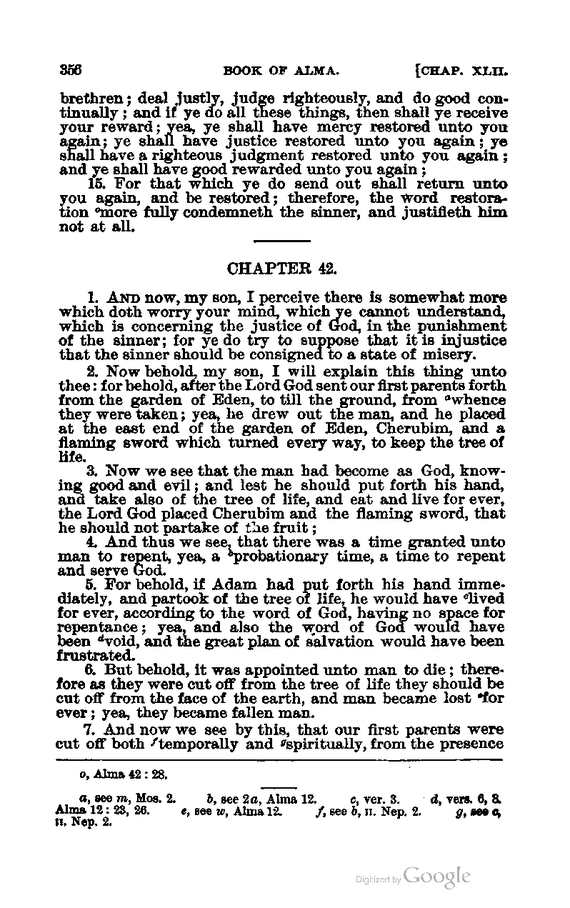 356 BOOK OF ALMA. [CHAP. XLII.
brethren; deal justly, judge righteously, and do good con-
tinually; and if ye do all these things, then shall ye receive
your reward; yea, ye shall have mercy restored unto you
again; ye shall have justice restored unto you again; ye
shall have a righteous judgment restored unto you again;
and ye shall have good rewarded unto you again;
15. For that which ye do send out shall return unto
you again, and be restored; therefore, the word restora-
tion ᵒmore fully condemneth the sinner, and justifieth him
not at all.
CHAPTER 42.
1. AND now, my son, I perceive there is somewhat more
which doth worry your mind, which ye cannot understand,
which is concerning the justice of God, in the punishment
of the sinner; for ye do try to suppose that it is injustice
that the sinner should be consigned to a state of misery.
2. Now behold, my son, I will explain this thing unto
thee: for behold, after the Lord God sent our first parents forth
from the garden of Eden, to till the ground, from ᵃwhence
they were taken; yea, he drew out the man, and he placed
at the east end of the garden of Eden, Cherubim, and a
flaming sword which turned every way, to keep the tree of
life.
3. Now we see that the man had become as God, know-
ing good and evil; and lest he should put forth his hand,
and take also of the tree of life, and eat and live for ever,
the Lord God placed Cherubim and the flaming sword, that
he should not partake of the fruit;
4. And thus we see, that there was a time granted unto
man to repent, yea, a ᵇprobationary time, a time to repent
and serve God.
5. For behold, if Adam had put forth his hand imme-
diately, and partook of the tree of life, he would have ᶜlived
for ever, according to the word of God, having no space for
repentance; yea, and also the word of God would have
been ᵈvoid, and the great plan of salvation would have been
frustrated.
6. But behold, it was appointed unto man to die; there-
fore as they were cut off from the tree of life they should be
cut off from the face of the earth, and man became lost ᵉfor
ever; yea, they became fallen man.
7. And now we see by this, that our first parents were
cut off both ᶠtemporally and ᵍspiritually, from the presence
o, Alma 42 : 28.
a, see m, Mos. 2. b, see 2a, Alma 12. c, ver. 3. d, vers. 6, 8.
Alma 12 : 23, 26. e, see w, Alma 12. f, see b, II. Nep. 2. g, see c,
II. Nep. 2.
Digitized by Google